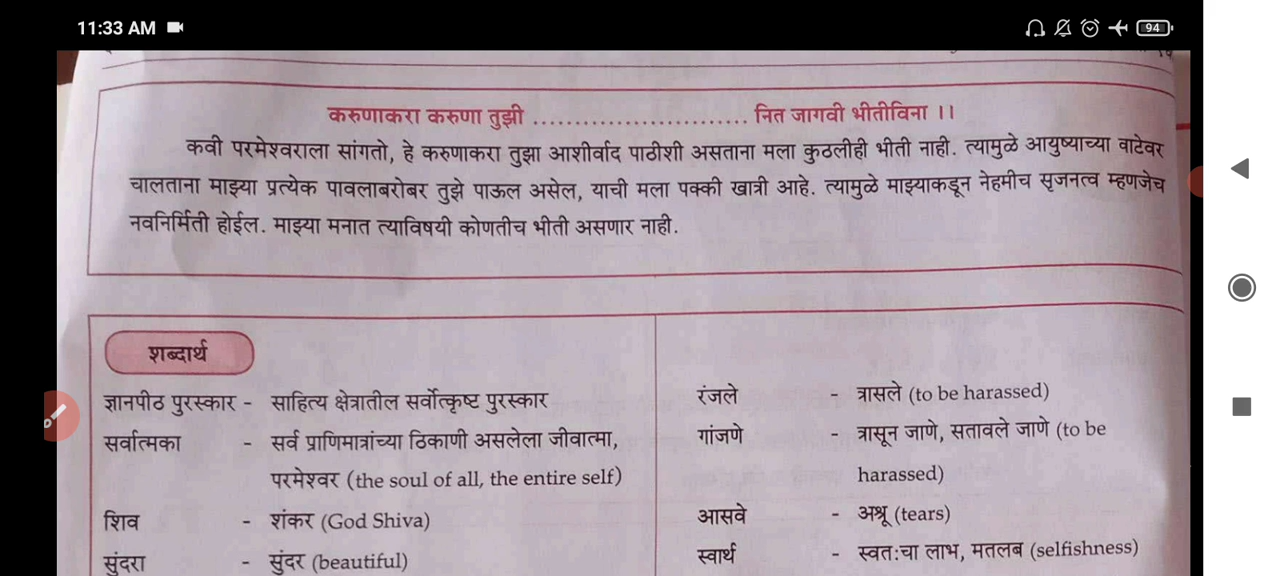 11:33 AM
94
करुणाकरा करुणा तुझी ............................ नित जागवी भीतीविना ।।
कवी परमेश्वराला सांगतो, हे करुणाकरा तुझा आशीर्वाद पाठीशी असताना मला कुठलीही भीती नाही. त्यामुळे आयुष्याच्या वाटेवर
चालताना माझ्या प्रत्येक पावलाबरोबर तुझे पाऊल असेल, याची मला पक्की खात्री आहे. त्यामुळे माझ्याकडून नेहमीच सृजनत्व म्हणजेच
नवनिर्मिती होईल. माझ्या मनात त्याविषयी कोणतीच भीती असणार नाही.
शब्दार्थ
ज्ञानपीठ पुरस्कार - साहित्य क्षेत्रातील सर्वोत्कृष्ट पुरस्कार
सर्वात्मका - सर्व प्राणिमात्रांच्या ठिकाणी असलेला जीवात्मा,
परमेश्वर (the soul of all, the entire self)
शिव - शंकर (God Shiva)
सुंदरा - सुंदर (beautiful)
रंजले - त्रासले (to be harassed)
गांजणे - त्रासून जाणे, सतावले जाणे (to be
harassed)
आसवे - अश्रू (tears)
स्वार्थ - स्वत:चा लाभ, मतलब (selfishness)